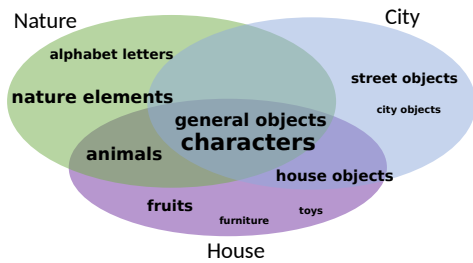 Nature
City
alphabet letters
street objects
nature elements
city objects
general objects
characters
animals
house objects
fruits
toys
furniture
House